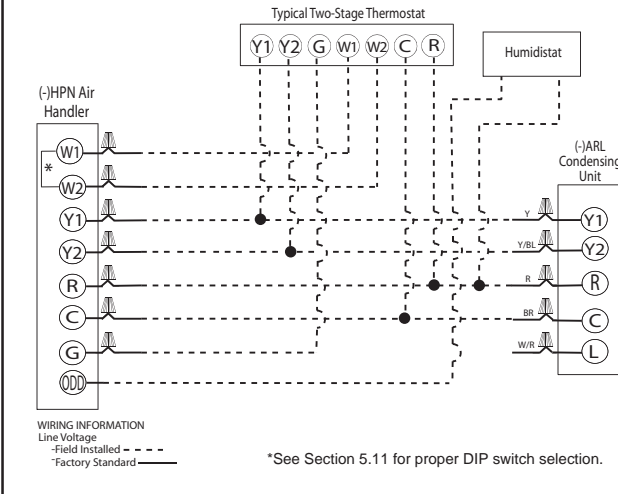 Typical Two-Stage Thermostat
Y1 Y2 G W1 W2 C R
Humidistat
(-)HPN Air
Handler
(-)ARL
Condensing
Unit
W1
*
W2
Y1
Y Y1
Y2
Y/BL Y2
R
R R
C
BR C
G
W/R L
ODD
WIRING INFORMATION
Line Voltage
-Field Installed
-Factory Standard
*See Section 5.11 for proper DIP switch selection.